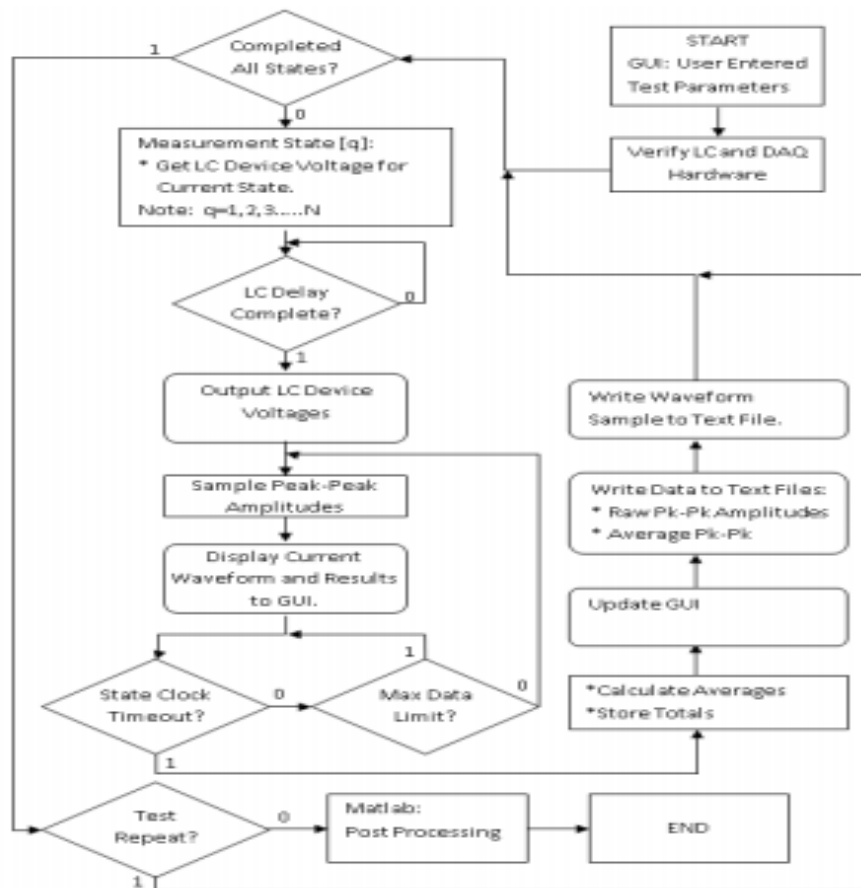 START
GUI: User Entered
Test Parameters
Verify LC and DAQ
Hardware
Completed
All States?
1
0
Measurement State [q]:
* Get LC Device Voltage for
Current State.
Note: q=1,2,3.....N
LC Delay
Complete?
0
1
Output LC Device
Voltages
Sample Peak-Peak
Amplitudes
Display Current
Waveform and Results
to GUI.
State Clock
Timeout?
0
1
Max Data
Limit?
1
0
*Calculate Averages
*Store Totals
Update GUI
Write Data to Text Files:
* Raw Pk-Pk Amplitudes
* Average Pk-Pk
Write Waveform
Sample to Text File.
Test
Repeat?
0
1
Matlab:
Post Processing
END